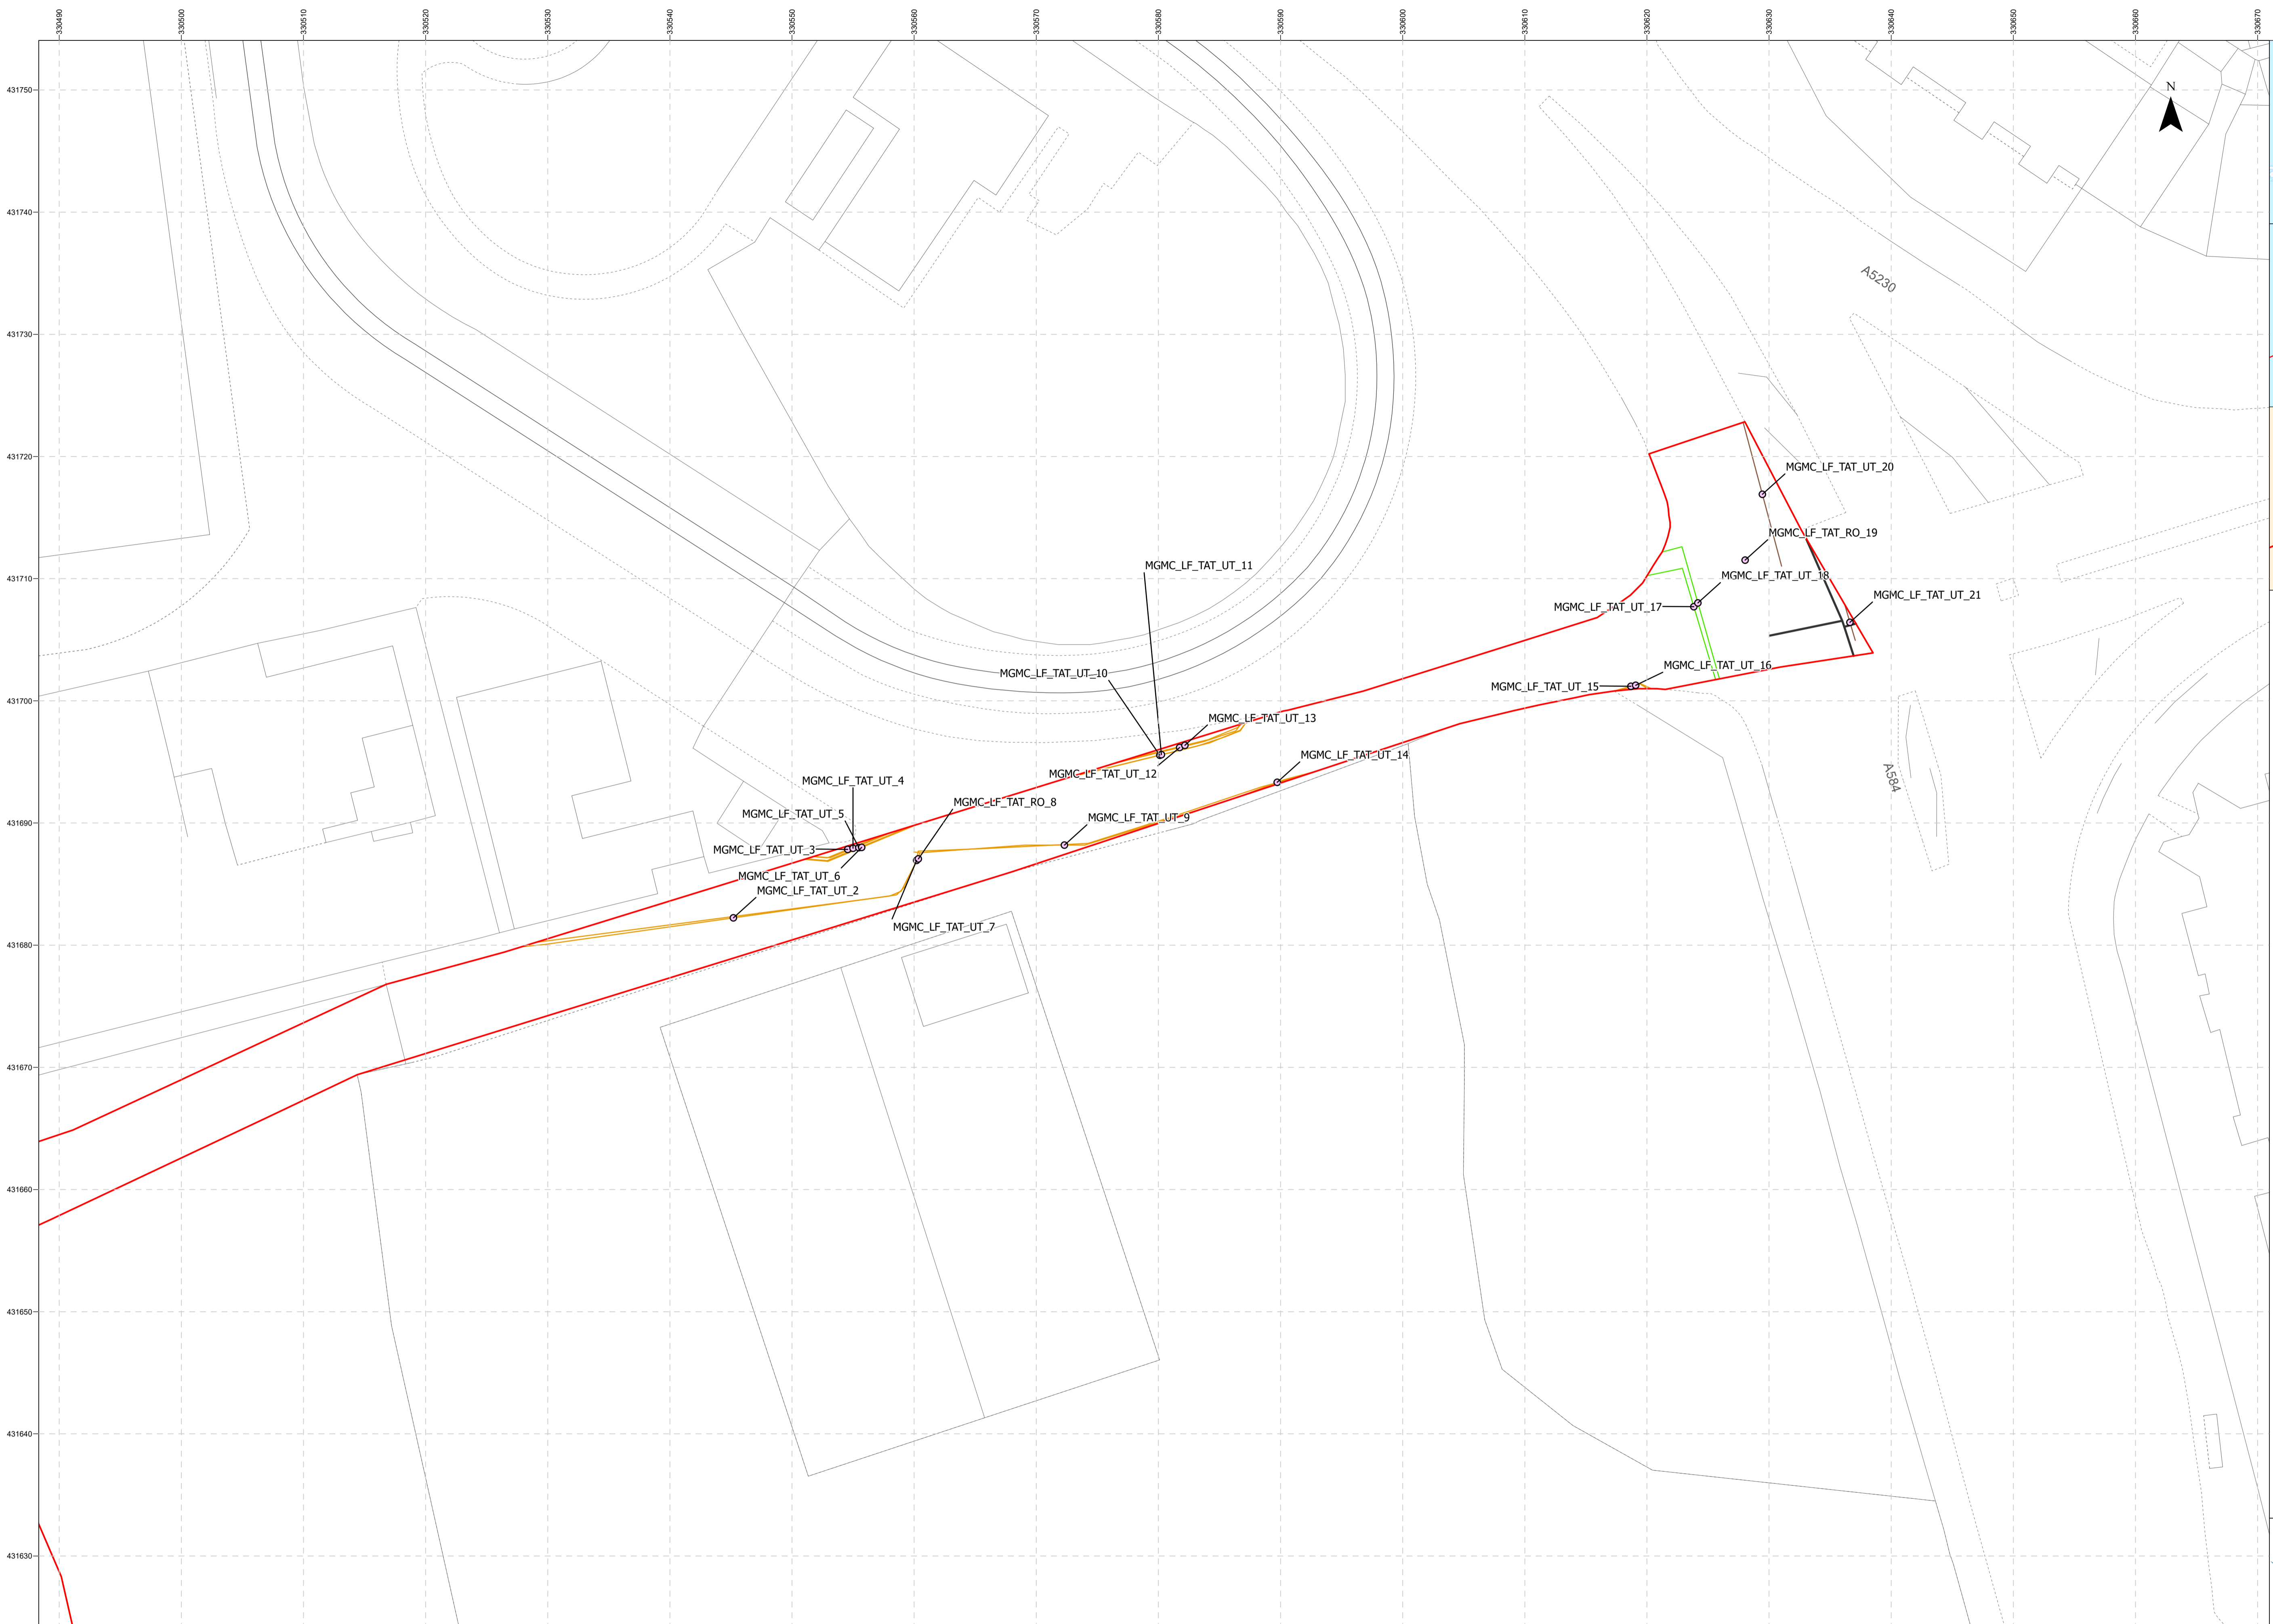 330490 330500 330510 330520 330530 330540 330550 330560 330570 330580 330590 330600 330610 330620 330630 330640 330650 330660 330670
431750
N
431740
A5230
431730
431720
MGMC_LF_TAT_UT_20
MGMC_LF_TAT_RO_19
431710
MGMC_LF_TAT_UT_11
MGMC_LF_TAT_UT_18
MGMC_LF_TAT_UT_17
MGMC_LF_TAT_UT_21
MGMC_LF_TAT_UT_10
MGMC_LF_TAT_UT_16
MGMC_LF_TAT_UT_15
431700
MGMC_LF_TAT_UT_13
MGMC_LF_TAT_UT_14
MGMC_LF_TAT_UT_12
A584
MGMC_LF_TAT_UT_4
MGMC_LF_TAT_RO_8
MGMC_LF_TAT_UT_5
MGMC_LF_TAT_UT_9
431690
MGMC_LF_TAT_UT_3
MGMC_LF_TAT_UT_6
MGMC_LF_TAT_UT_2
MGMC_LF_TAT_UT_7
431680
431670
431660
431650
431640
431630